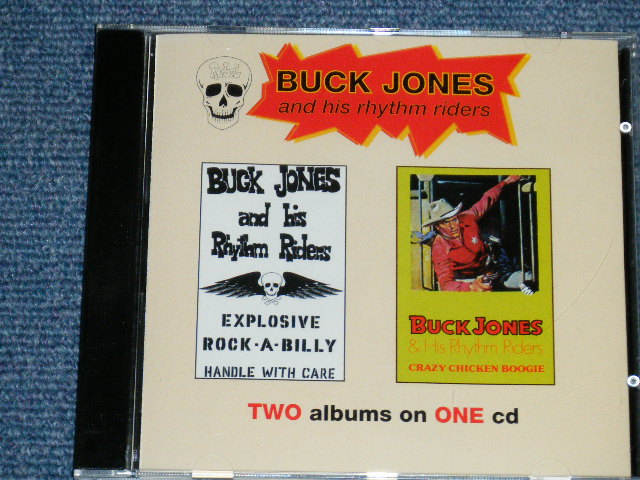 BUCK JONES
and his rhythm riders
BUCK JONES
and his
Rhythm Riders
EXPLOSIVE
ROCK-A-BILLY
HANDLE WITH CARE
BUCK JONES
& His Rhythm Riders
CRAZY CHICKEN BOOGIE
TWO albums on ONE cd